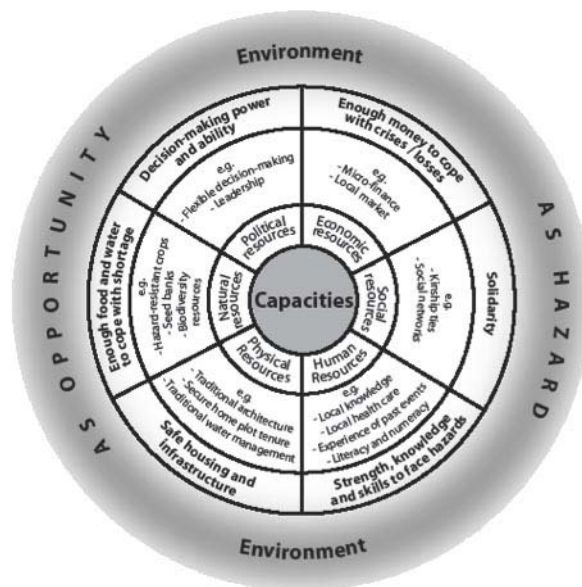 Environment
AS OPPORTUNITY
AS HAZARD
Decision-making power
and ability
e.g.
- Flexible decision-making
- Leadership
Political
resources
Enough money to cope
with crises / losses
e.g.
- Micro-finance
- Local market
Economic
resources
Enough food and water
to cope with shortage
e.g.
- Hazard-resistant crops
- Seed banks
- Biodiversity
resources
Natural
resources
Capacities
Social
resources
e.g.
- Kinship ties
- Social networks
Solidarity
Physical
Resources
e.g.
- Traditional architecture
- Secure home plot tenure
- Traditional water management
Safe housing and
infrastructure
Human
Resources
e.g.
- Local knowledge
- Local health care
- Experience of past events
- Literacy and numeracy
Strength, knowledge
and skills to face hazards
Environment